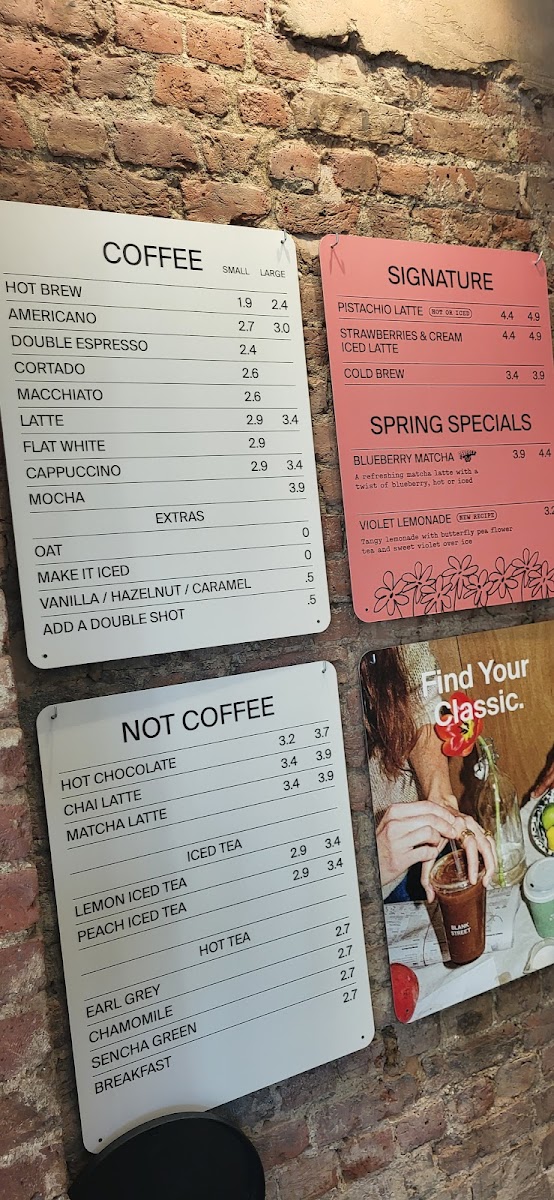 COFFEE SMALL LARGE
HOT BREW 1.9 2.4
AMERICANO 2.7 3.0
DOUBLE ESPRESSO 2.4
CORTADO 2.6
MACCHIATO 2.6
LATTE 2.9 3.4
FLAT WHITE 2.9
CAPPUCCINO 2.9 3.4
MOCHA 3.9
EXTRAS
OAT 0
MAKE IT ICED 0
VANILLA / HAZELNUT / CARAMEL .5
ADD A DOUBLE SHOT .5
SIGNATURE
PISTACHIO LATTE HOT OR ICED 4.4 4.9
STRAWBERRIES & CREAM 4.4 4.9
ICED LATTE
COLD BREW 3.4 3.9
SPRING SPECIALS
BLUEBERRY MATCHA 3.9 4.4
A refreshing matcha latte with a
twist of blueberry, hot or iced
VIOLET LEMONADE NEW RECIPE 3.2
Tangy lemonade with butterfly pea flower
tea and sweet violet over ice
NOT COFFEE
HOT CHOCOLATE 3.2 3.7
CHAI LATTE 3.4 3.9
MATCHA LATTE 3.4 3.9
ICED TEA
LEMON ICED TEA 2.9 3.4
PEACH ICED TEA 2.9 3.4
HOT TEA
EARL GREY 2.7
CHAMOMILE 2.7
SENCHA GREEN 2.7
BREAKFAST 2.7
Find Your
Classic.
BLANK
STREET